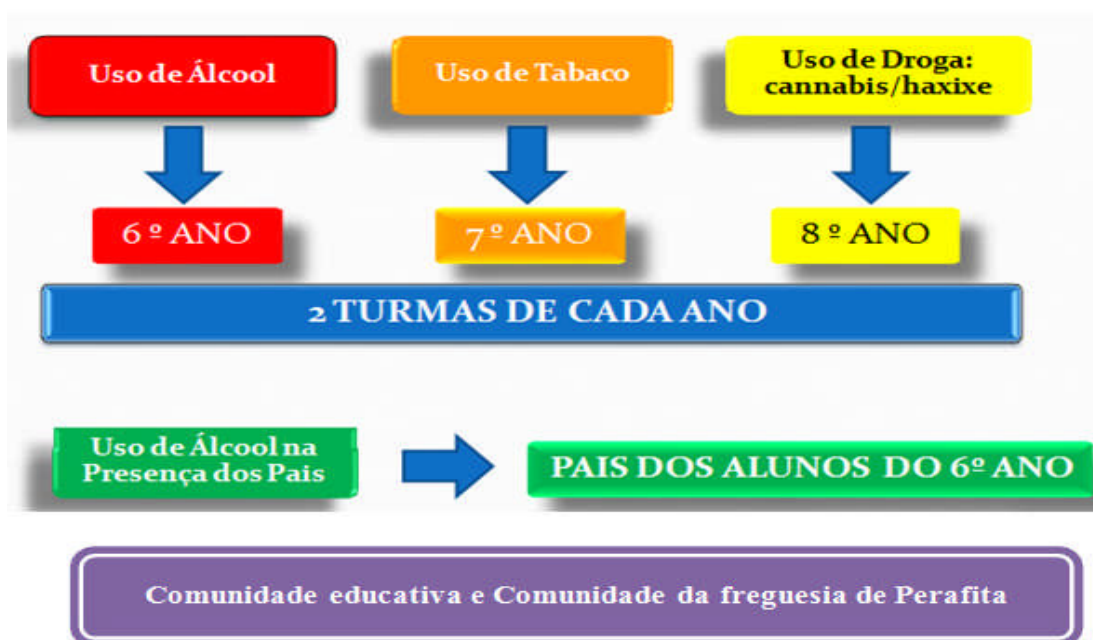 Uso de Álcool
Uso de Tabaco
Uso de Droga:
cannabis/haxixe
6 º ANO
7 º ANO
8 º ANO
2 TURMAS DE CADA ANO
Uso de Álcool na
Presença dos Pais
PAIS DOS ALUNOS DO 6º ANO
Comunidade educativa e Comunidade da freguesia de Perafita